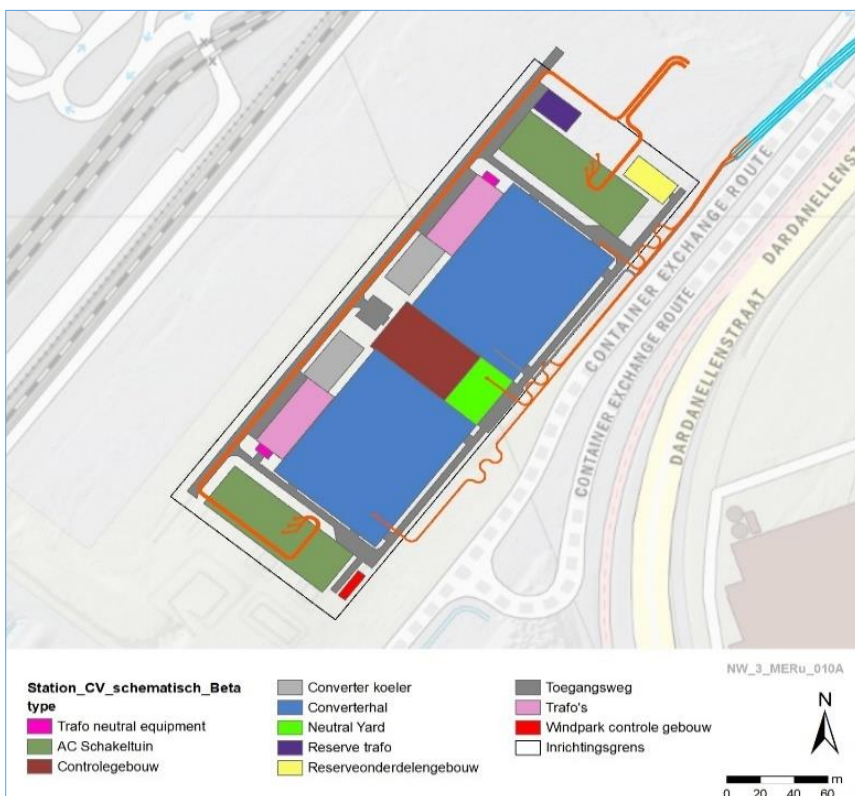 CONTAINER EXCHANGE ROUTE
CONTAINER EXCHANGE ROUTE
DARDANELLENSTRAAT
DARDANELLENSTRAAT
NW_3_MERu_010A
Station_CV_schematisch_Beta
type
Trafo neutral equipment
AC Schakeltuin
Controlegebouw
Converter koeler
Converterhal
Neutral Yard
Reserve trafo
Reserveonderdelengebouw
Toegangsweg
Trafo's
Windpark controle gebouw
Inrichtingsgrens
N
m
0 20 40 60